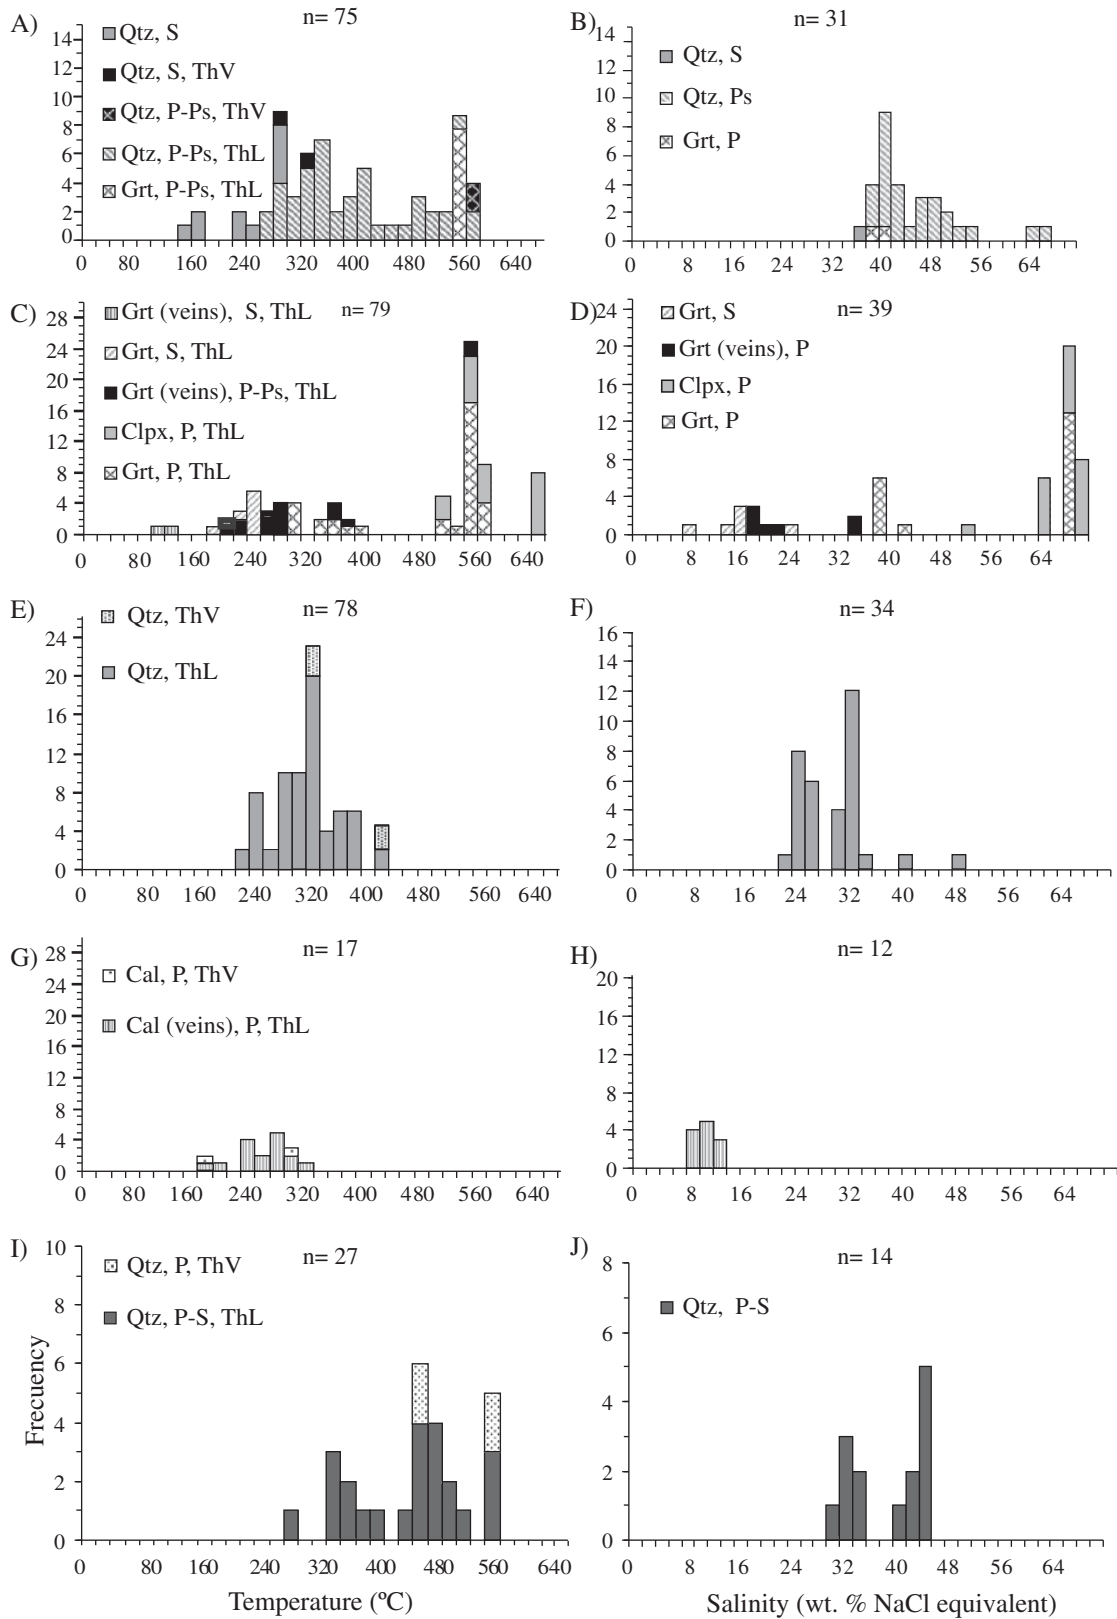 A) n= 75
14
12
10
8
6
4
2
0
Qtz, S
Qtz, S, ThV
Qtz, P-Ps, ThV
Qtz, P-Ps, ThL
Grt, P-Ps, ThL
0 80 160 240 320 400 480 560 640
B) n= 31
14
12
10
8
6
4
2
0
Qtz, S
Qtz, Ps
Grt, P
0 8 16 24 32 40 48 56 64
C) n= 79
28
24
20
16
12
8
4
0
Grt (veins), S, ThL
Grt, S, ThL
Grt (veins), P-Ps, ThL
Clpx, P, ThL
Grt, P, ThL
0 80 160 240 320 400 480 560 640
D) n= 39
24
20
16
12
8
4
0
Grt, S
Grt (veins), P
Clpx, P
Grt, P
0 8 16 24 32 40 48 56 64
E) n= 78
24
20
16
12
8
4
0
Qtz, ThV
Qtz, ThL
0 80 160 240 320 400 480 560 640
F) n= 34
16
14
12
10
8
6
4
2
0
0 8 16 24 32 40 48 56 64
G) n= 17
28
24
20
16
12
8
4
0
Cal, P, ThV
Cal (veins), P, ThL
0 80 160 240 320 400 480 560 640
H) n= 12
20
16
12
8
4
0
0 8 16 24 32 40 48 56 64
I) n= 27
10
8
6
4
2
0
Frecuency
Qtz, P, ThV
Qtz, P-S, ThL
0 80 160 240 320 400 480 560 640
Temperature (ºC)
J) n= 14
8
6
4
2
0
Qtz, P-S
0 8 16 24 32 40 48 56 64
Salinity (wt. % NaCl equivalent)